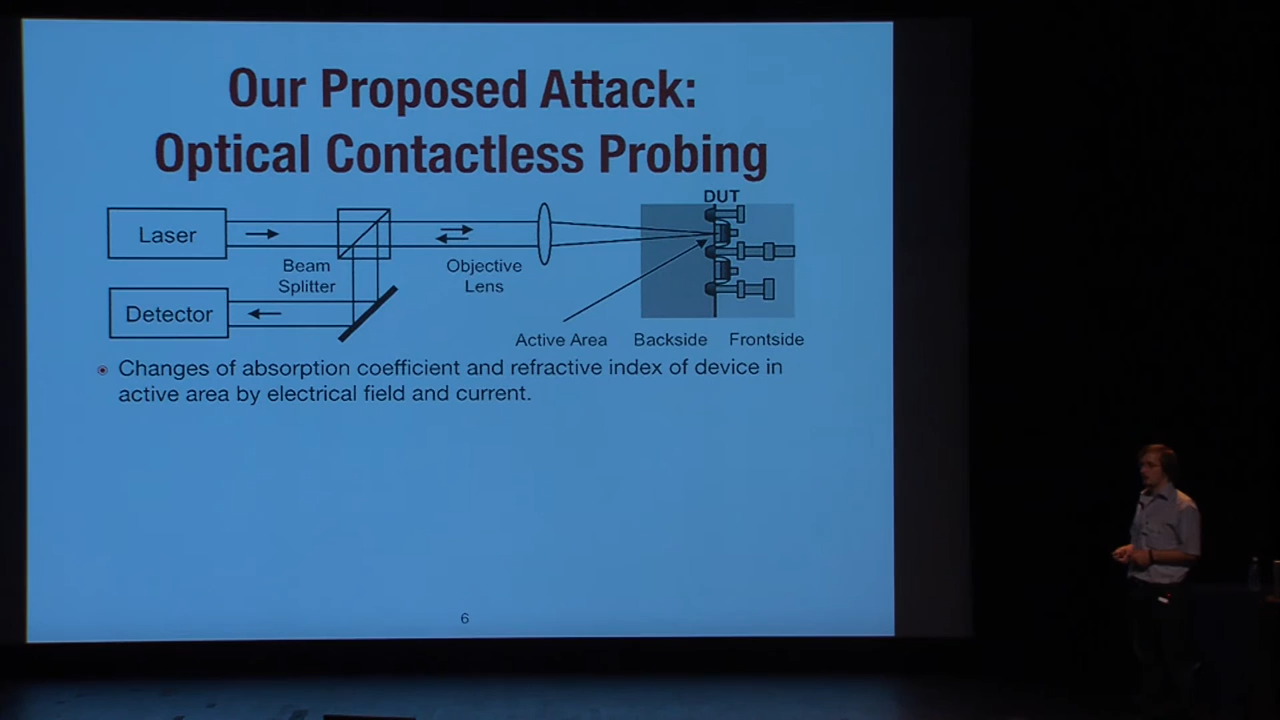 Our Proposed Attack:
Optical Contactless Probing
DUT
Laser
Beam
Splitter
Objective
Lens
Detector
Active Area
Backside
Frontside
Changes of absorption coefficient and refractive index of device in
active area by electrical field and current.
6